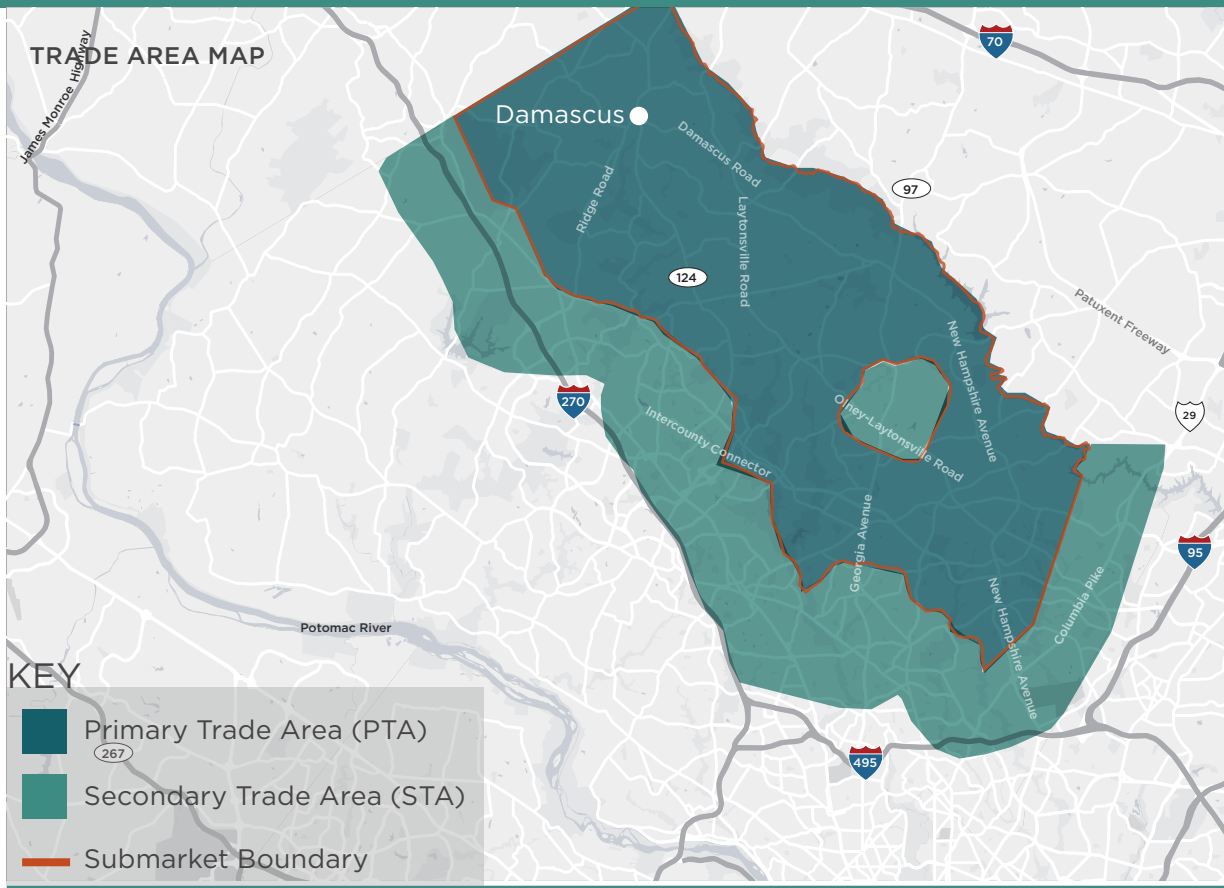 TRADE AREA MAP
James Monroe Highway
70
Damascus
Damascus Road
97
Ridge Road
Laytonsville Road
124
Patuxent Freeway
New Hampshire Avenue
270
29
Olney-Laytonsville Road
Intercounty Connector
Georgia Avenue
95
Columbia Pike
New Hampshire Avenue
Potomac River
495
KEY
Primary Trade Area (PTA)
267
Secondary Trade Area (STA)
Submarket Boundary